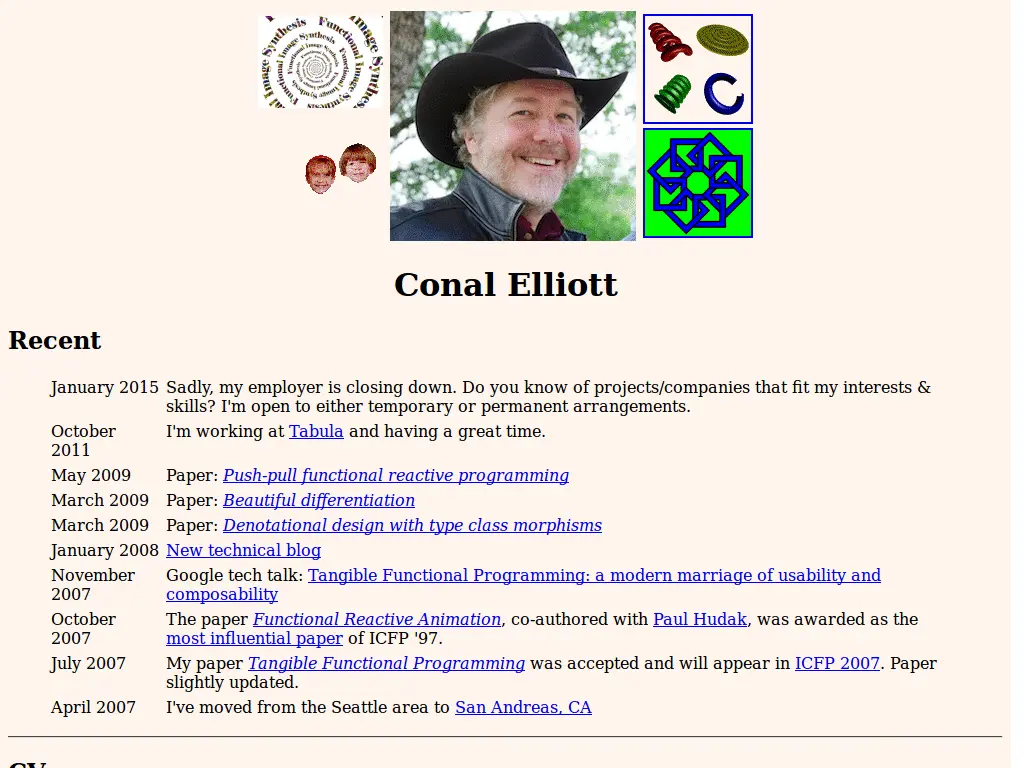 Functional Image Synthesis
Conal Elliott
Recent
January 2015 Sadly, my employer is closing down. Do you know of projects/companies that fit my interests &
skills? I'm open to either temporary or permanent arrangements.
October I'm working at Tabula and having a great time.
2011
May 2009 Paper: Push-pull functional reactive programming
March 2009 Paper: Beautiful differentiation
March 2009 Paper: Denotational design with type class morphisms
January 2008 New technical blog
November Google tech talk: Tangible Functional Programming: a modern marriage of usability and
2007 composability
October The paper Functional Reactive Animation, co-authored with Paul Hudak, was awarded as the
2007 most influential paper of ICFP '97.
July 2007 My paper Tangible Functional Programming was accepted and will appear in ICFP 2007. Paper
slightly updated.
April 2007 I've moved from the Seattle area to San Andreas, CA